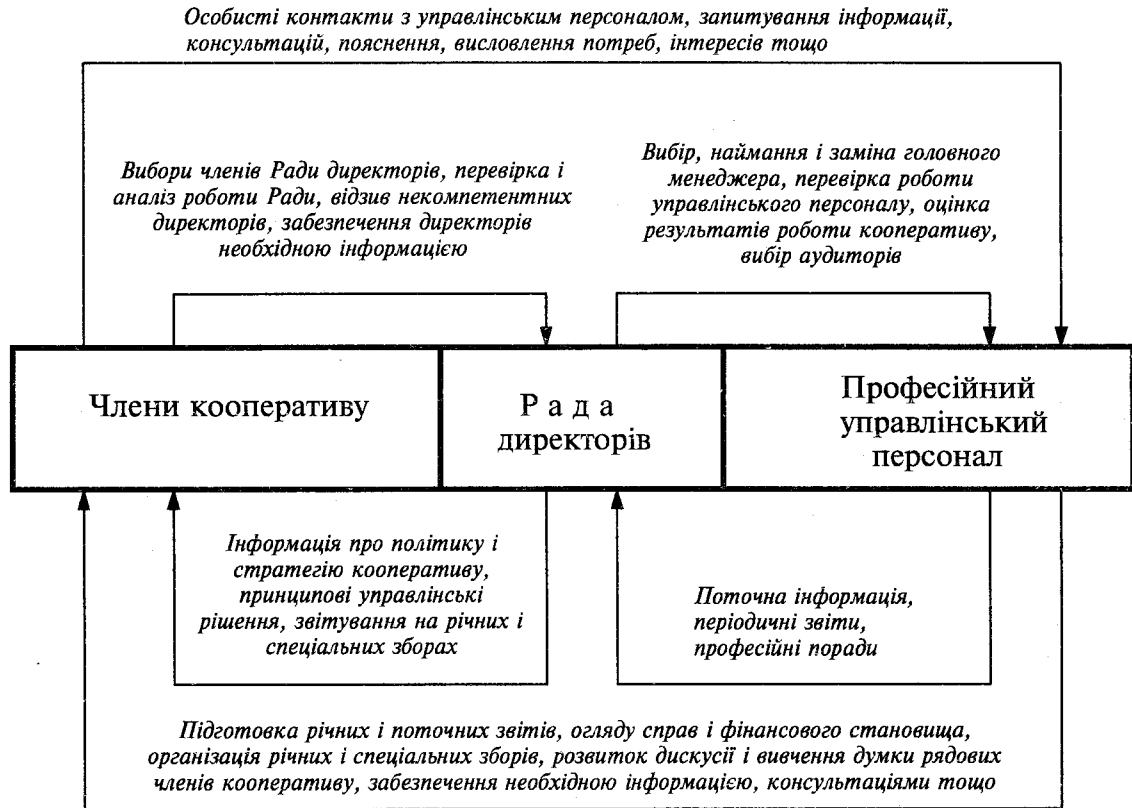 Особисті контакти з управлінським персоналом, запитування інформації,
консультацій, пояснення, висловлення потреб, інтересів тощо
Вибори членів Ради директорів, перевірка і
аналіз роботи Ради, відзив некомпетентних
директорів, забезпечення директорів
необхідною інформацією
Вибір, наймання і заміна головного
менеджера, перевірка роботи
управлінського персоналу, оцінка
результатів роботи кооперативу,
вибір аудиторів
Члени кооперативу
Рада
директорів
Професійний
управлінський
персонал
Інформація про політику і
стратегію кооперативу,
принципові управлінські
рішення, звітування на річних і
спеціальних зборах
Поточна інформація,
періодичні звіти,
професійні поради
Підготовка річних і поточних звітів, огляду справ і фінансового становища,
організація річних і спеціальних зборів, розвиток дискусії і вивчення думки рядових
членів кооперативу, забезпечення необхідною інформацією, консультаціями тощо